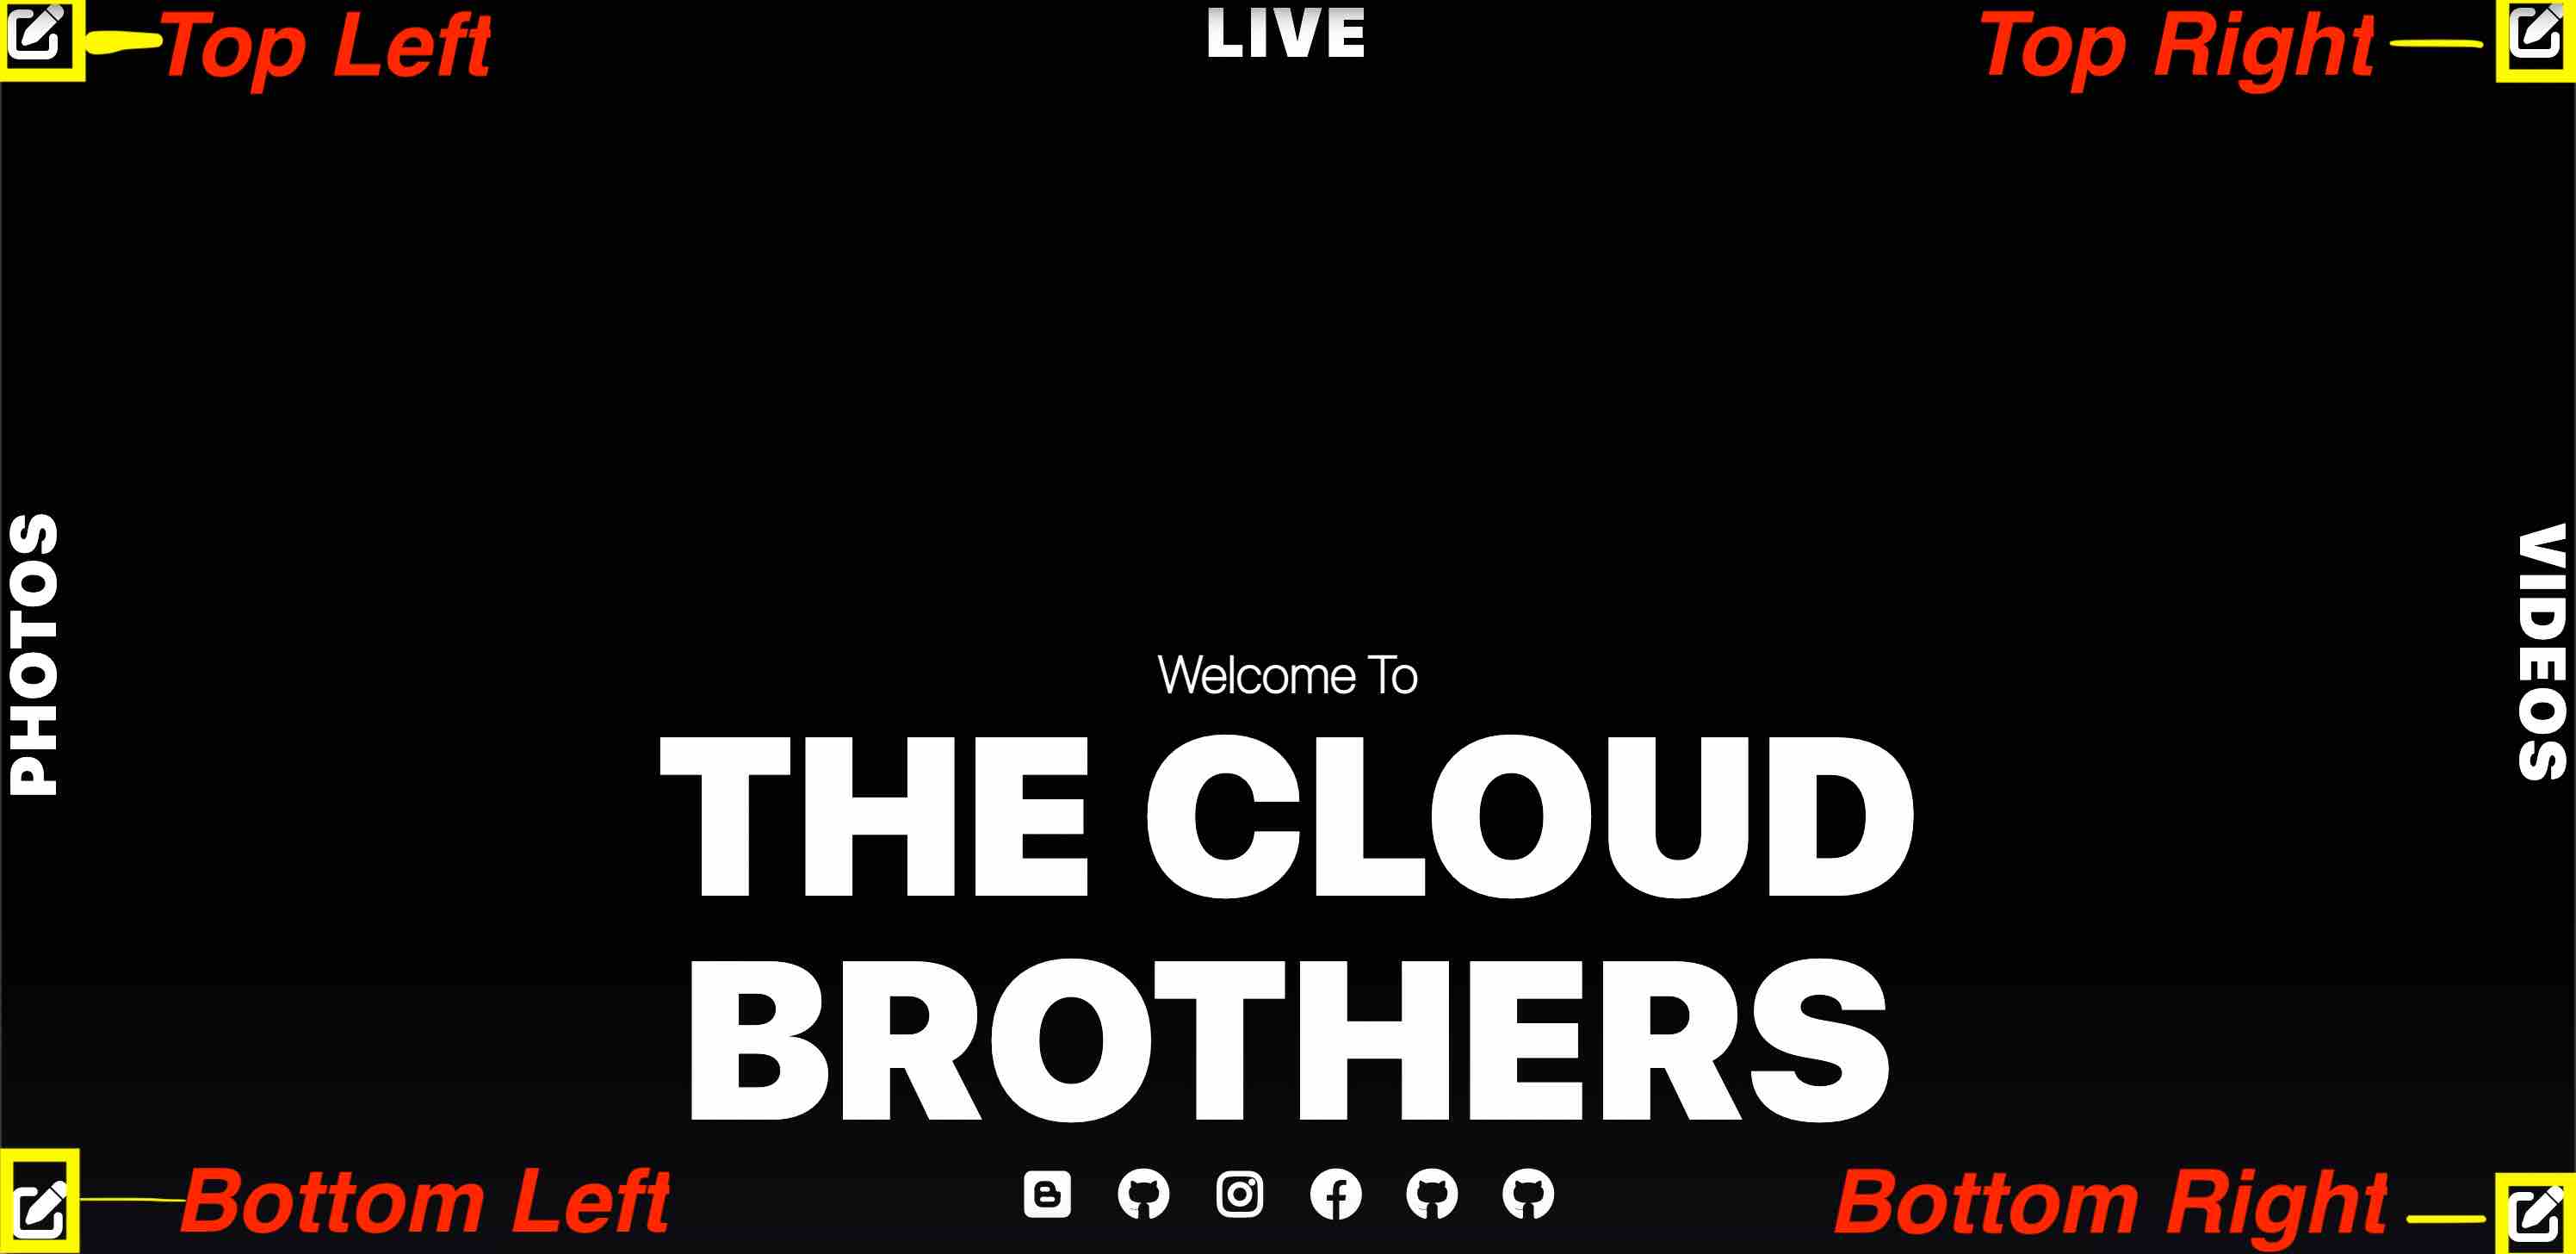 Top Left
LIVE
Top Right
PHOTOS
VIDEOS
Welcome To
THE CLOUD
BROTHERS
Bottom Left
Bottom Right